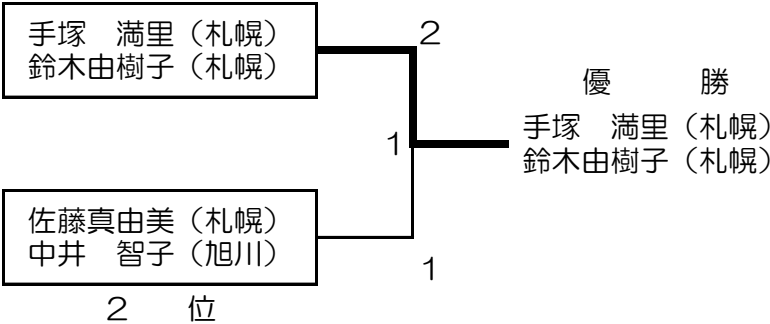 手塚　満里（札幌）
鈴木由樹子（札幌）
2
優　　勝
手塚　満里（札幌）
鈴木由樹子（札幌）
1
佐藤真由美（札幌）
中井　智子（旭川）
1
２　位